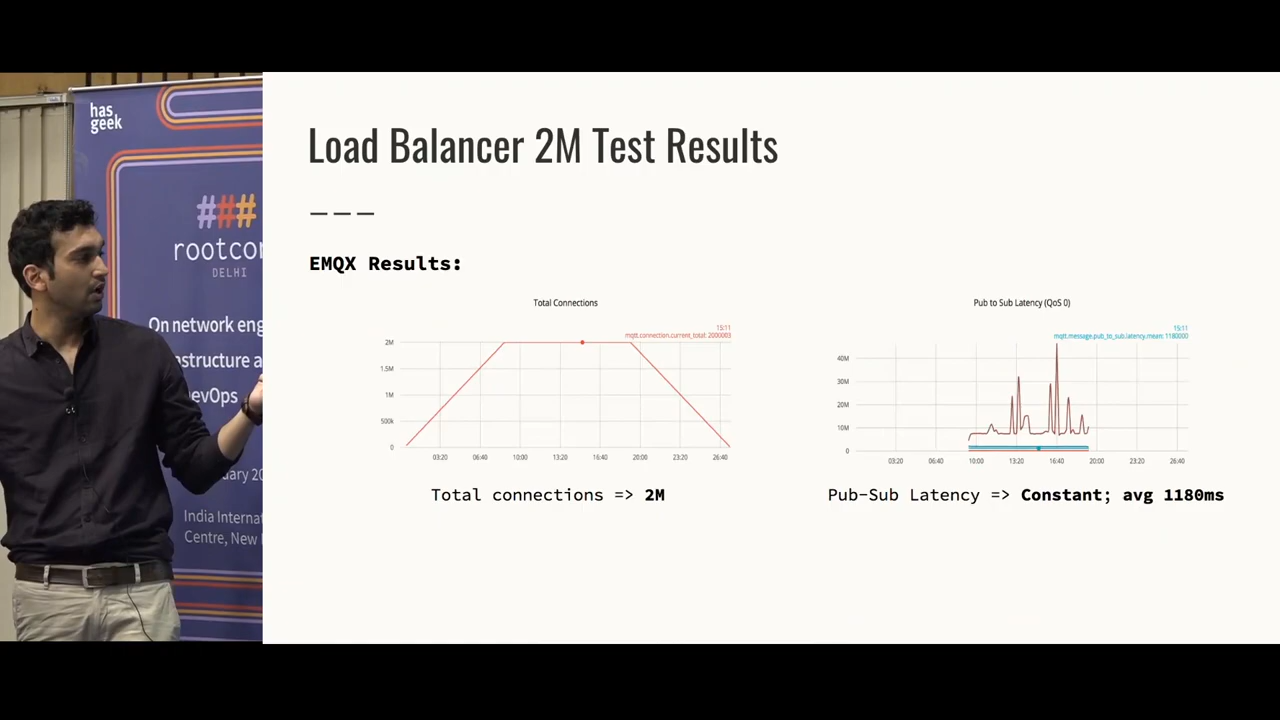 has
geek
###
rootcon
DELHI
On network eng
astructure a
evOps
uary 20
India Internat
Centre, New
Load Balancer 2M Test Results
EMQX Results:
Total Connections
15:11
mqtt.connection.current_total: 2000003
2M
1.5M
1M
500k
0
03:20 06:40 10:00 13:20 16:40 20:00 23:20 26:40
Total connections => 2M
Pub to Sub Latency (QoS 0)
15:11
mqtt.message.pub_to_sub.latency.mean: 1180000
40M
30M
20M
10M
0
03:20 06:40 10:00 13:20 16:40 20:00 23:20 26:40
Pub-Sub Latency => Constant; avg 1180ms